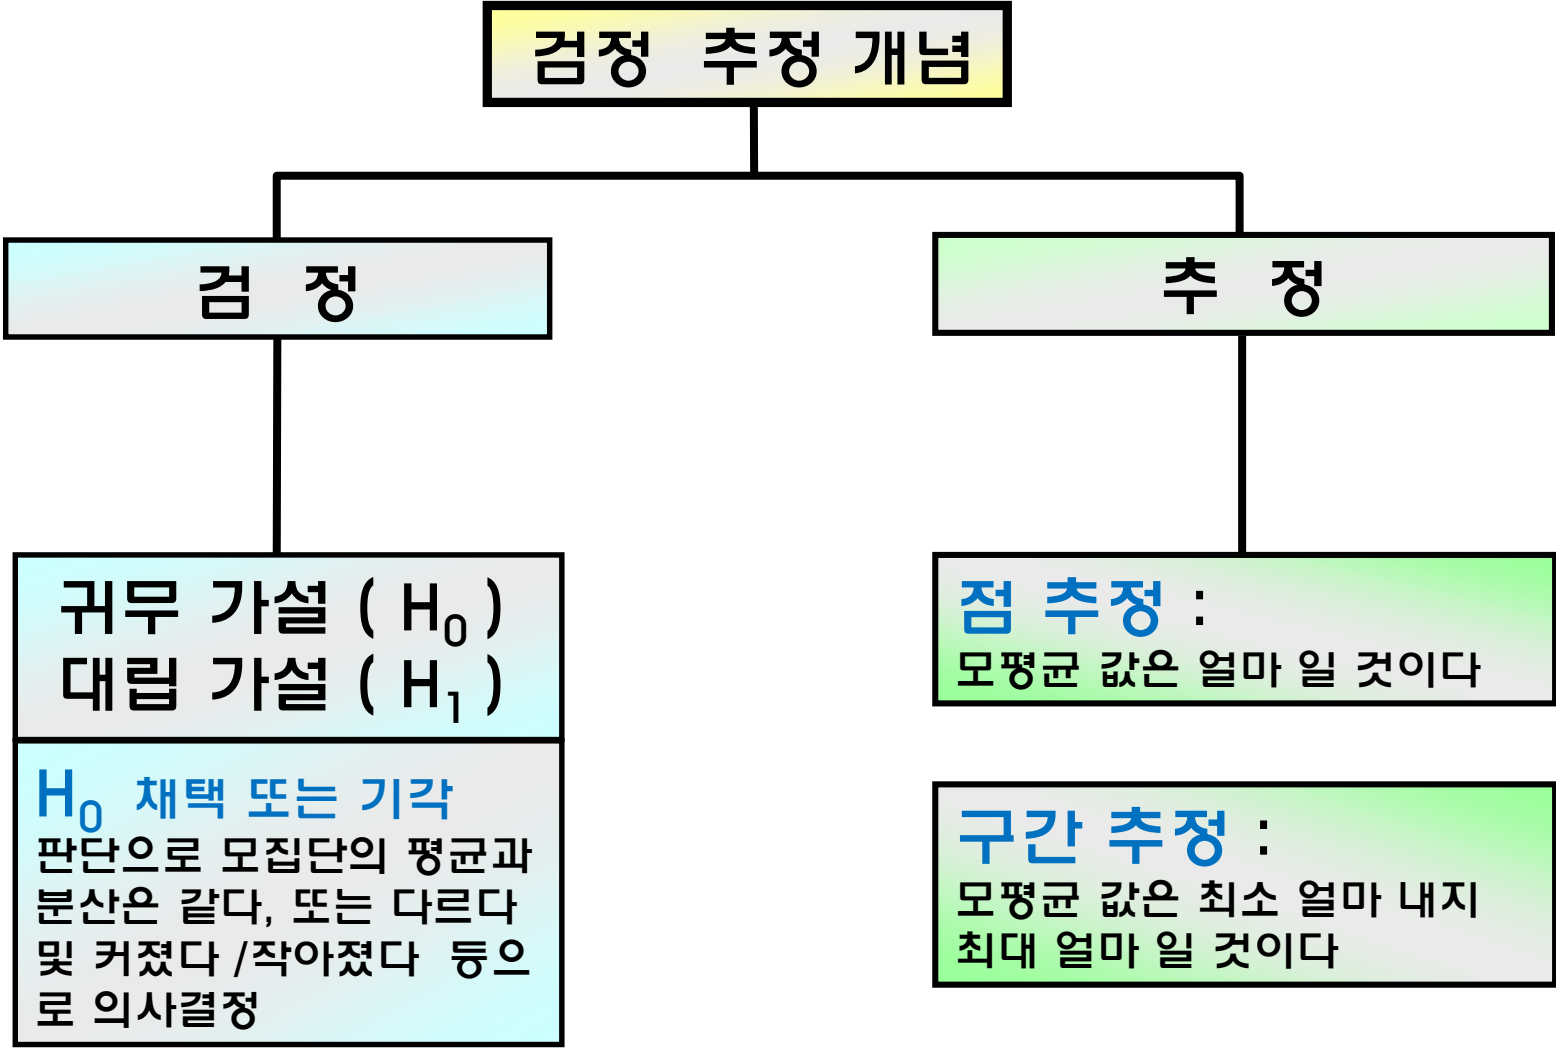 검정 추정 개념
검 정
추 정
귀무 가설 ( H₀ )
대립 가설 ( H₁ )
H₀ 채택 또는 기각
판단으로 모집단의 평균과
분산은 같다, 또는 다르다
및 커졌다 /작아졌다 등으
로 의사결정
점 추정 :
모평균 값은 얼마 일 것이다
구간 추정 :
모평균 값은 최소 얼마 내지
최대 얼마 일 것이다